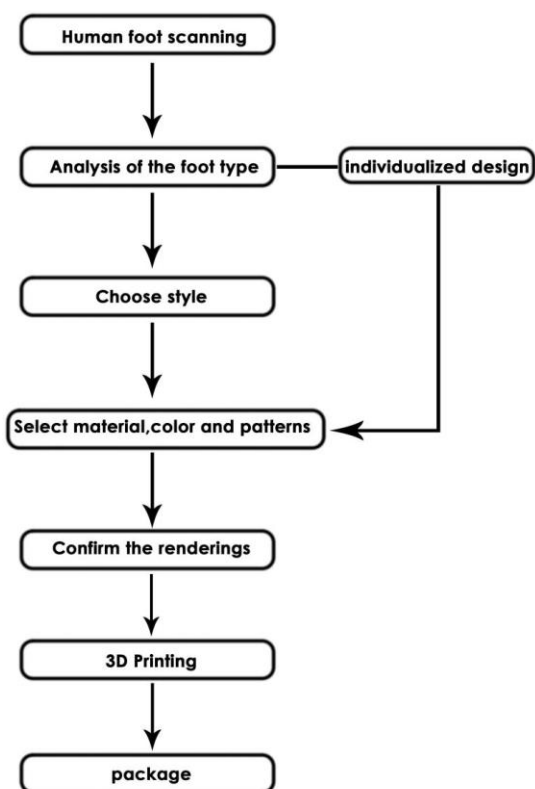 Human foot scanning
Analysis of the foot type
individualized design
Choose style
Select material,color and patterns
Confirm the renderings
3D Printing
package